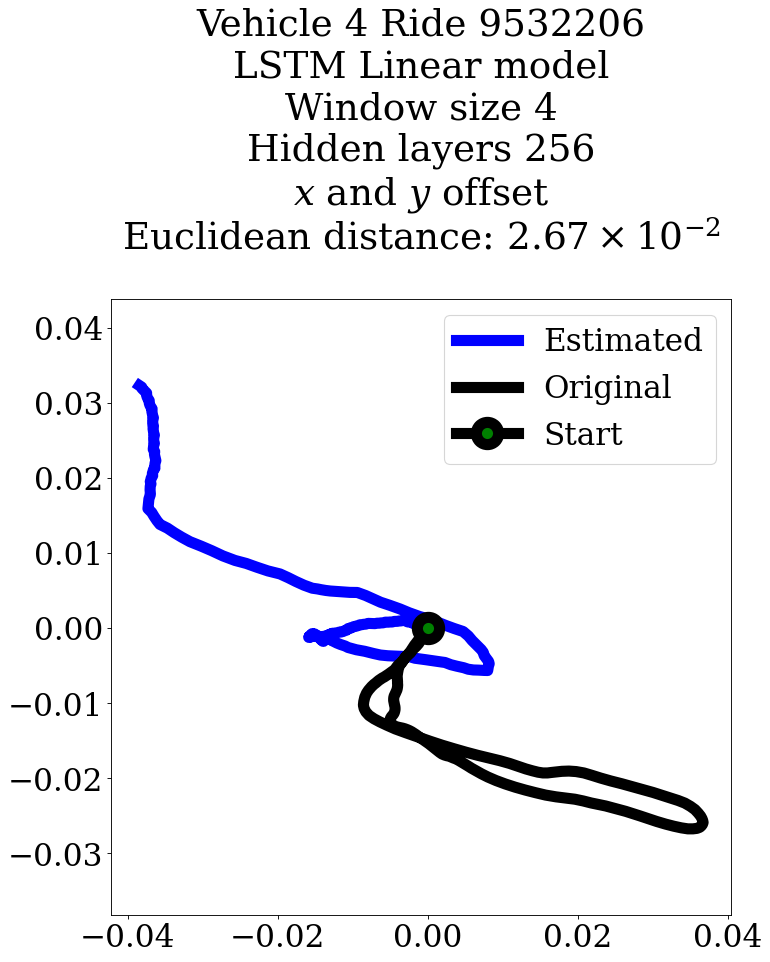 Vehicle 4 Ride 9532206
LSTM Linear model
Window size 4
Hidden layers 256
x and y offset
Euclidean distance: 2.67 × 10⁻²
Estimated
Original
Start
0.04
0.03
0.02
0.01
0.00
−0.01
−0.02
−0.03
−0.04 −0.02 0.00 0.02 0.04